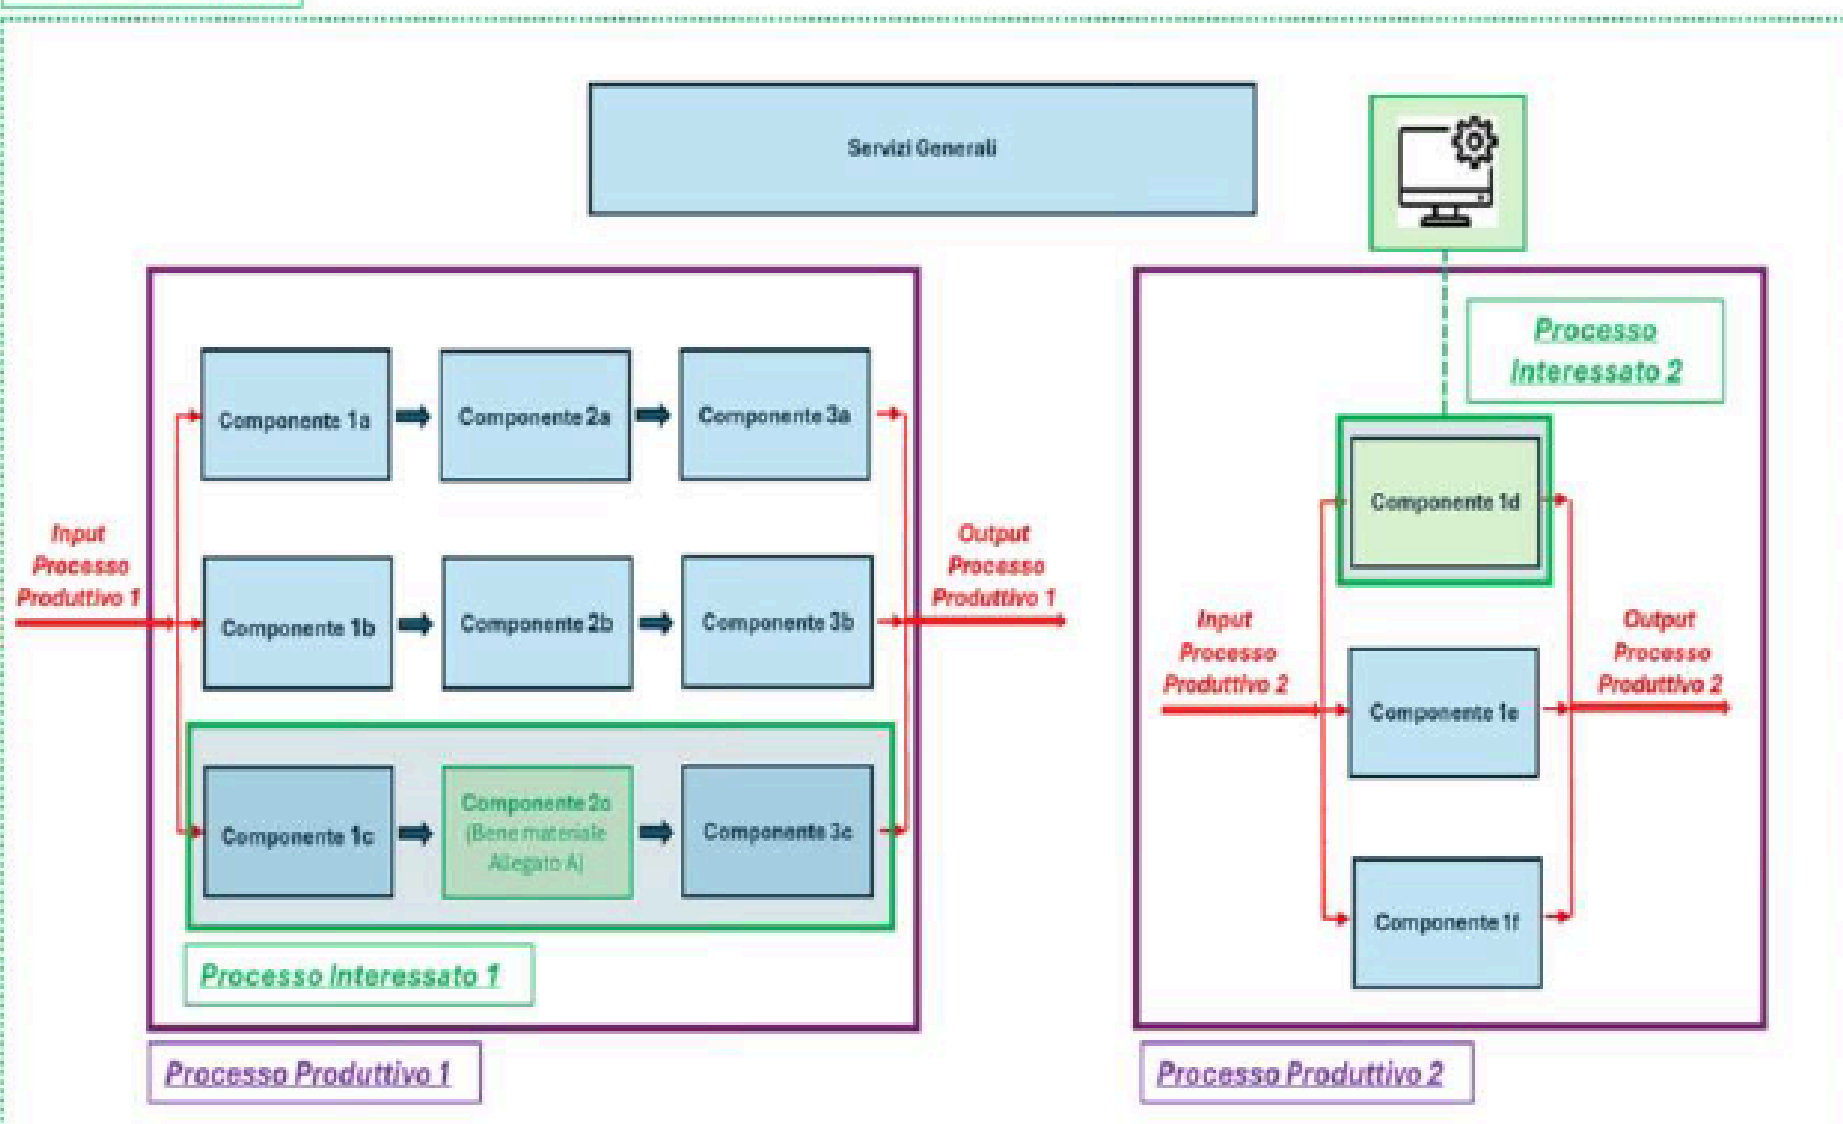 Servizi Generali
Processo
Interessato 2
Componente 1a
Componente 2a
Componente 3a
Componente 1d
Input
Processo
Produttivo 1
Output
Processo
Produttivo 1
Componente 1b
Componente 2b
Componente 3b
Input
Processo
Produttivo 2
Output
Processo
Produttivo 2
Componente 1e
Componente 1c
Componente 2c
(Bene materiale
Allegato A)
Componente 3c
Componente 1f
Processo Interessato 1
Processo Produttivo 1
Processo Produttivo 2